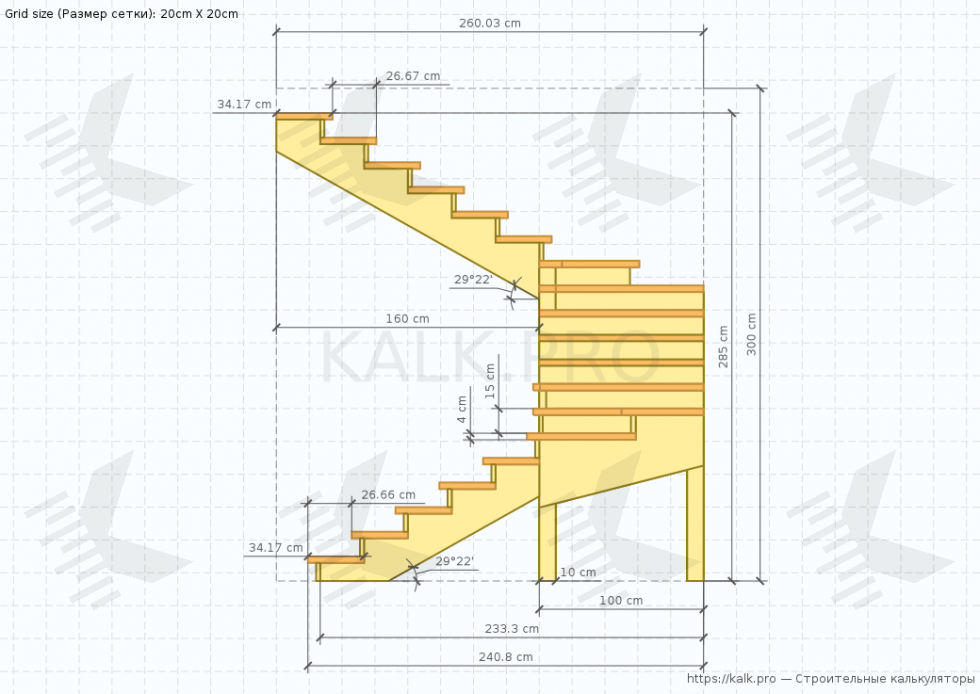 Grid size (Размер сетки): 20cm X 20cm
260.03 cm
26.67 cm
34.17 cm
29°22'
160 cm
285 cm
300 cm
KALK.PRO
15 cm
4 cm
26.66 cm
34.17 cm
29°22'
10 cm
100 cm
233.3 cm
240.8 cm
https://kalk.pro — Строительные калькуляторы